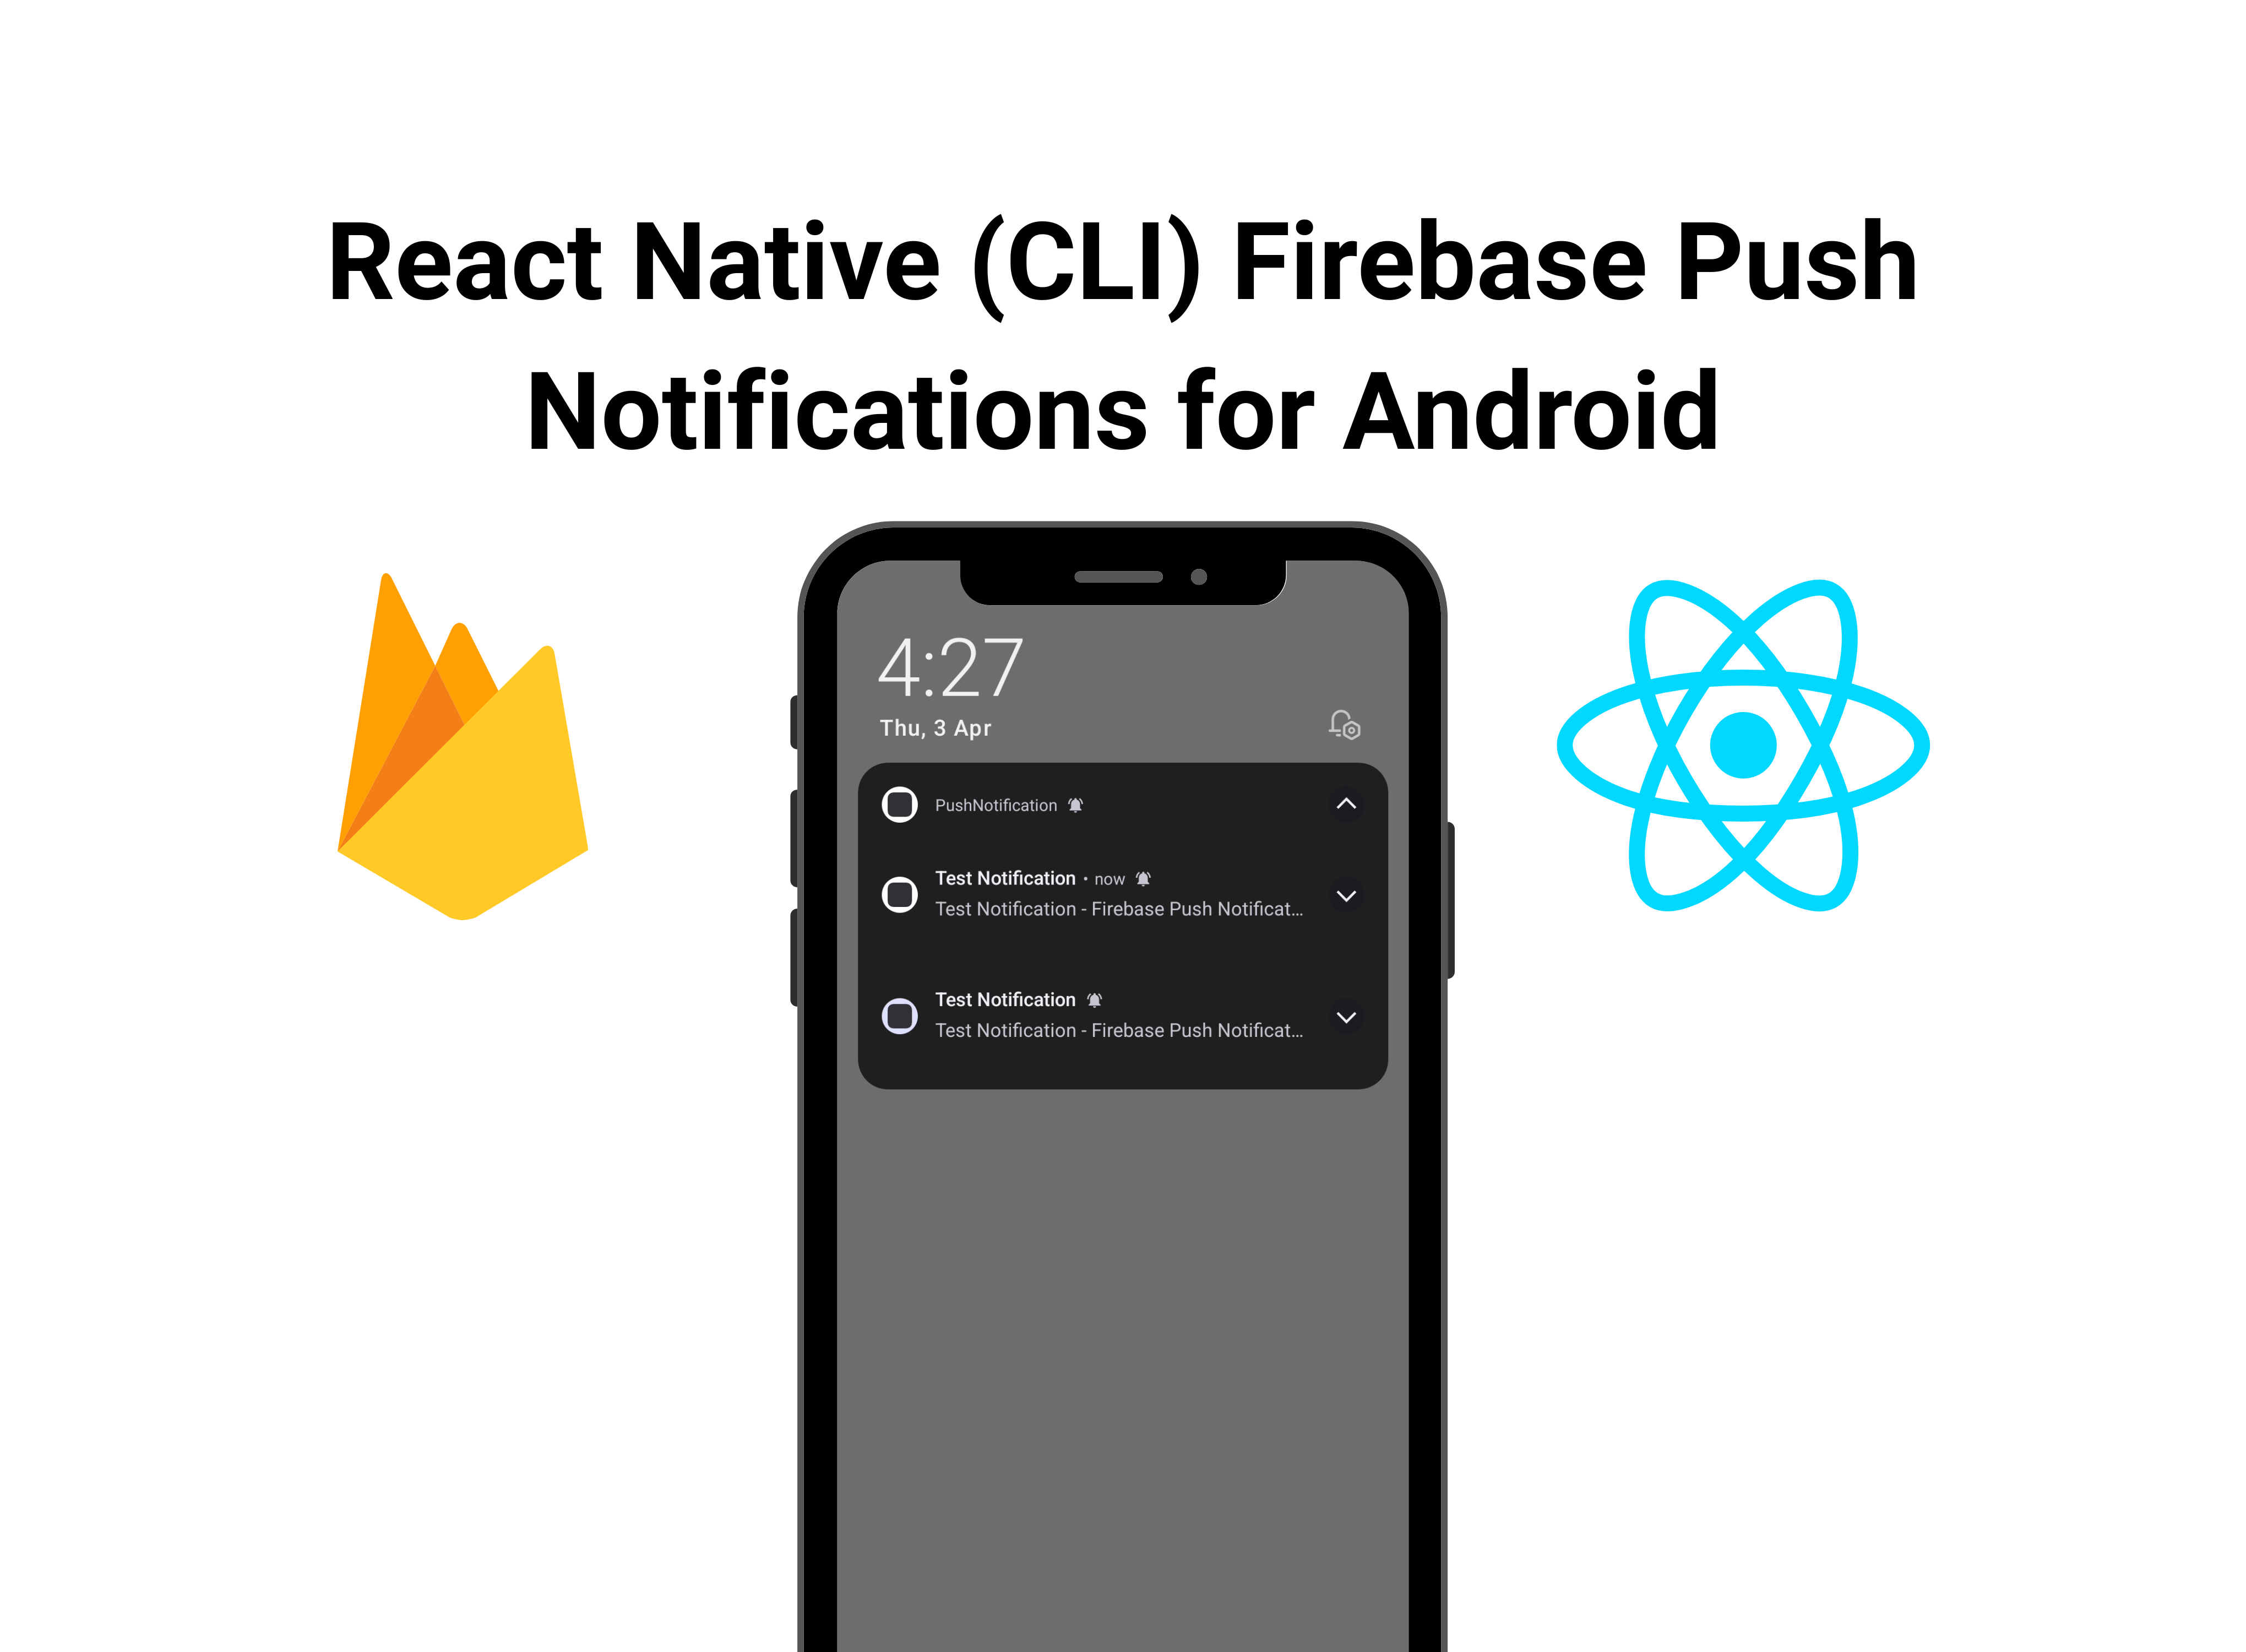 React Native (CLI) Firebase Push
Notifications for Android
4:27
Thu, 3 Apr
PushNotification
Test Notification • now
Test Notification - Firebase Push Notificat...
Test Notification
Test Notification - Firebase Push Notificat...